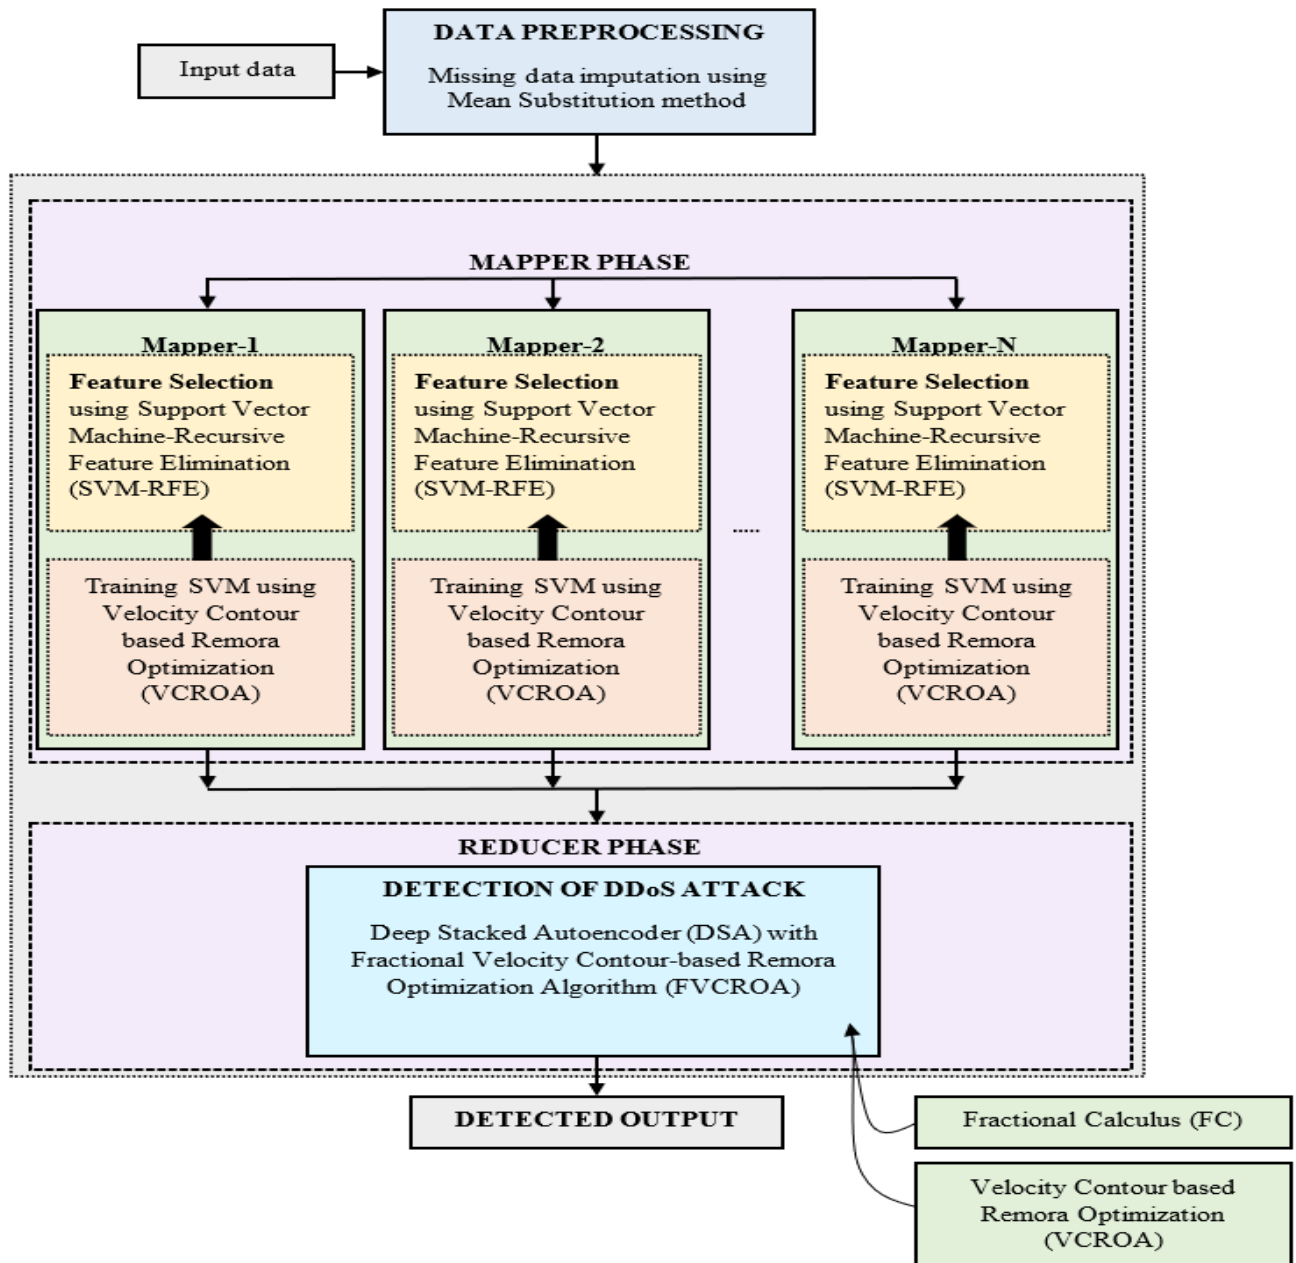 DATA PREPROCESSING
Input data
Missing data imputation using
Mean Substitution method
MAPPER PHASE
Mapper-1
Feature Selection
using Support Vector
Machine-Recursive
Feature Elimination
(SVM-RFE)
Training SVM using
Velocity Contour
based Remora
Optimization
(VCROA)
Mapper-2
Feature Selection
using Support Vector
Machine-Recursive
Feature Elimination
(SVM-RFE)
Training SVM using
Velocity Contour
based Remora
Optimization
(VCROA)
.....
Mapper-N
Feature Selection
using Support Vector
Machine-Recursive
Feature Elimination
(SVM-RFE)
Training SVM using
Velocity Contour
based Remora
Optimization
(VCROA)
REDUCER PHASE
DETECTION OF DDoS ATTACK
Deep Stacked Autoencoder (DSA) with
Fractional Velocity Contour-based Remora
Optimization Algorithm (FVCROA)
DETECTED OUTPUT
Fractional Calculus (FC)
Velocity Contour based
Remora Optimization
(VCROA)